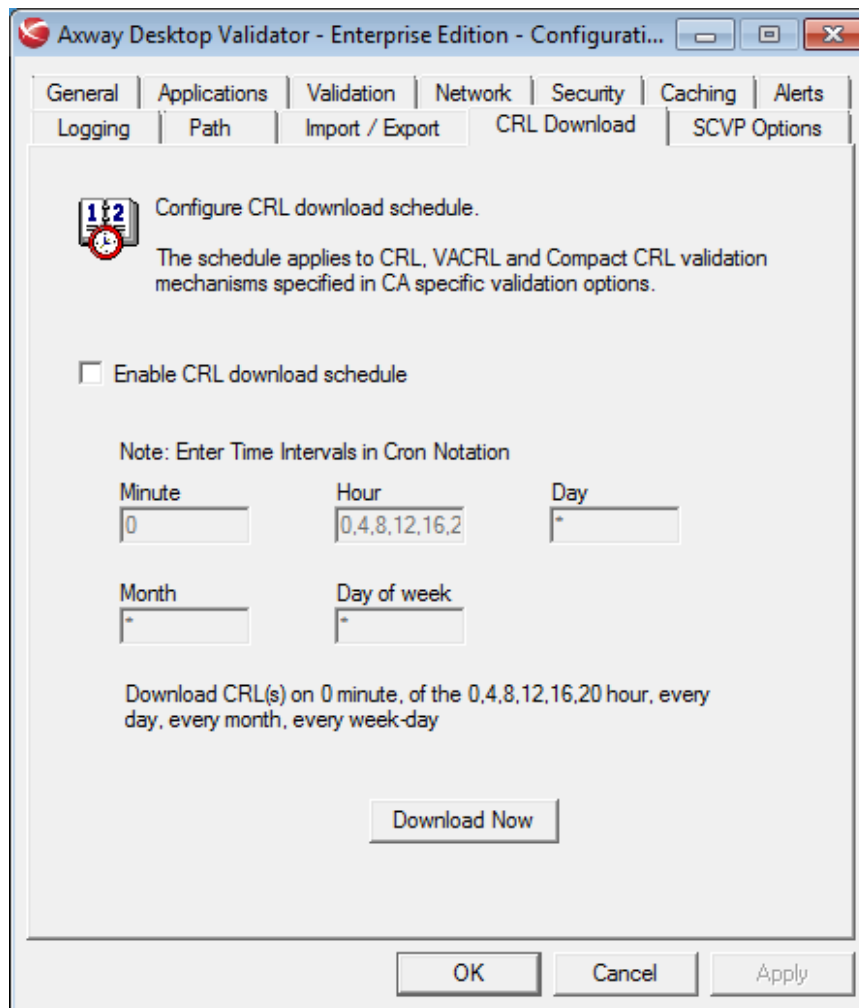 Axway Desktop Validator - Enterprise Edition - Configurati...
General Applications Validation Network Security Caching Alerts
Logging Path Import / Export CRL Download SCVP Options
1 2
Configure CRL download schedule.
The schedule applies to CRL, VACRL and Compact CRL validation
mechanisms specified in CA specific validation options.
Enable CRL download schedule
Note: Enter Time Intervals in Cron Notation
Minute Hour Day
0 0,4,8,12,16,2 *
Month Day of week
* *
Download CRL(s) on 0 minute, of the 0,4,8,12,16,20 hour, every
day, every month, every week-day
Download Now
OK Cancel Apply